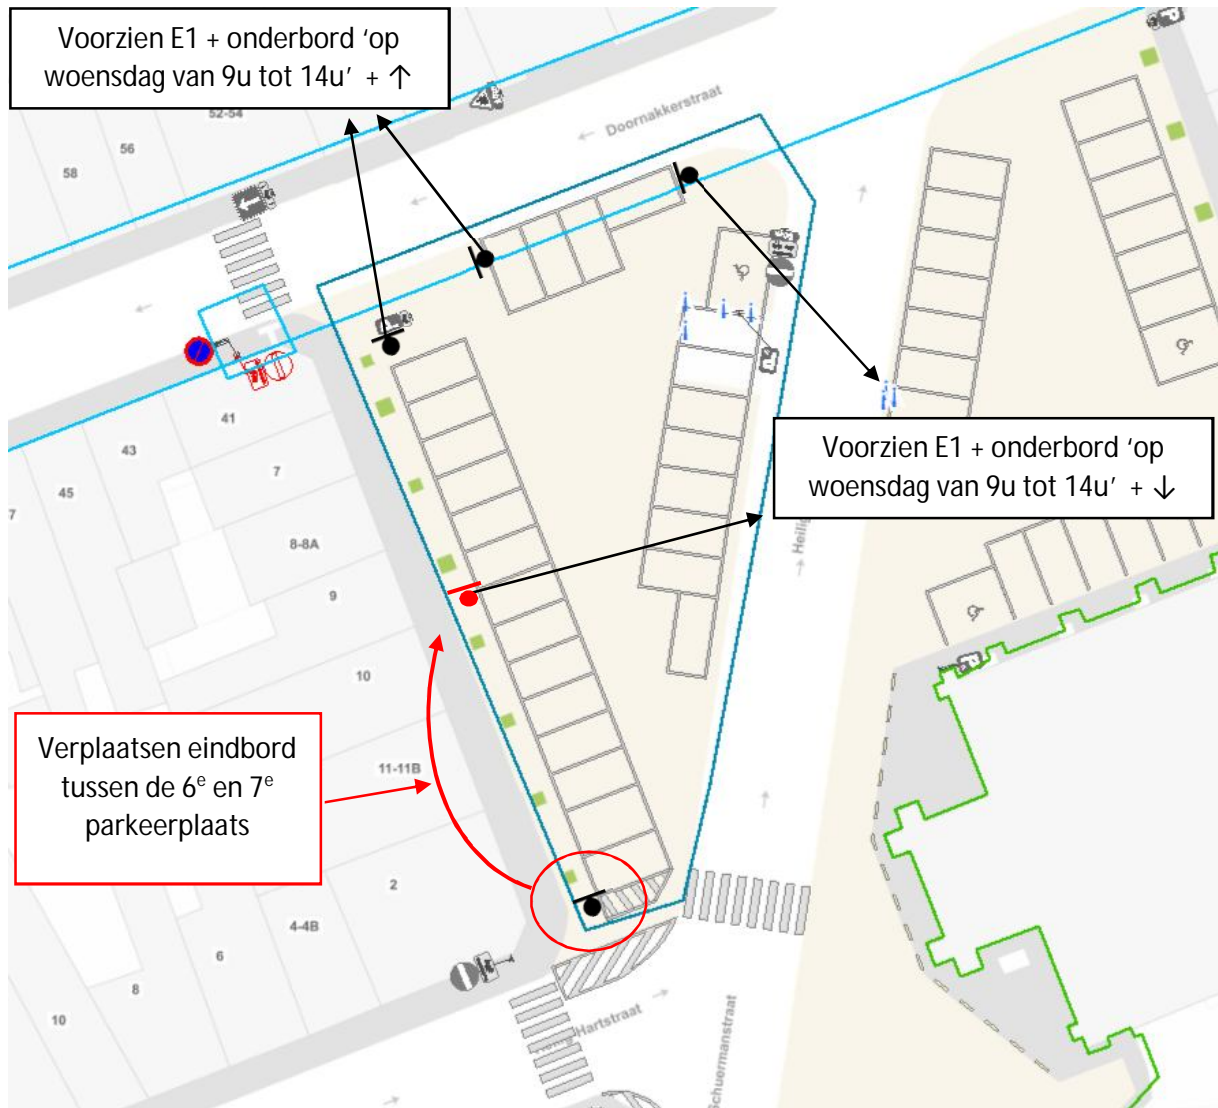 Voorzien E1 + onderbord ‘op
woensdag van 9u tot 14u’ + ↑
52-54
56
58
Doornakkerstraat
41
43
45
7
7
8-8A
9
10
11-11B
2
4-4B
6
8
10
Voorzien E1 + onderbord ‘op
woensdag van 9u tot 14u’ + ↓
Heilig
Verplaatsen eindbord
tussen de 6e en 7e
parkeerplaats
Hartstraat
Schuermanstraat